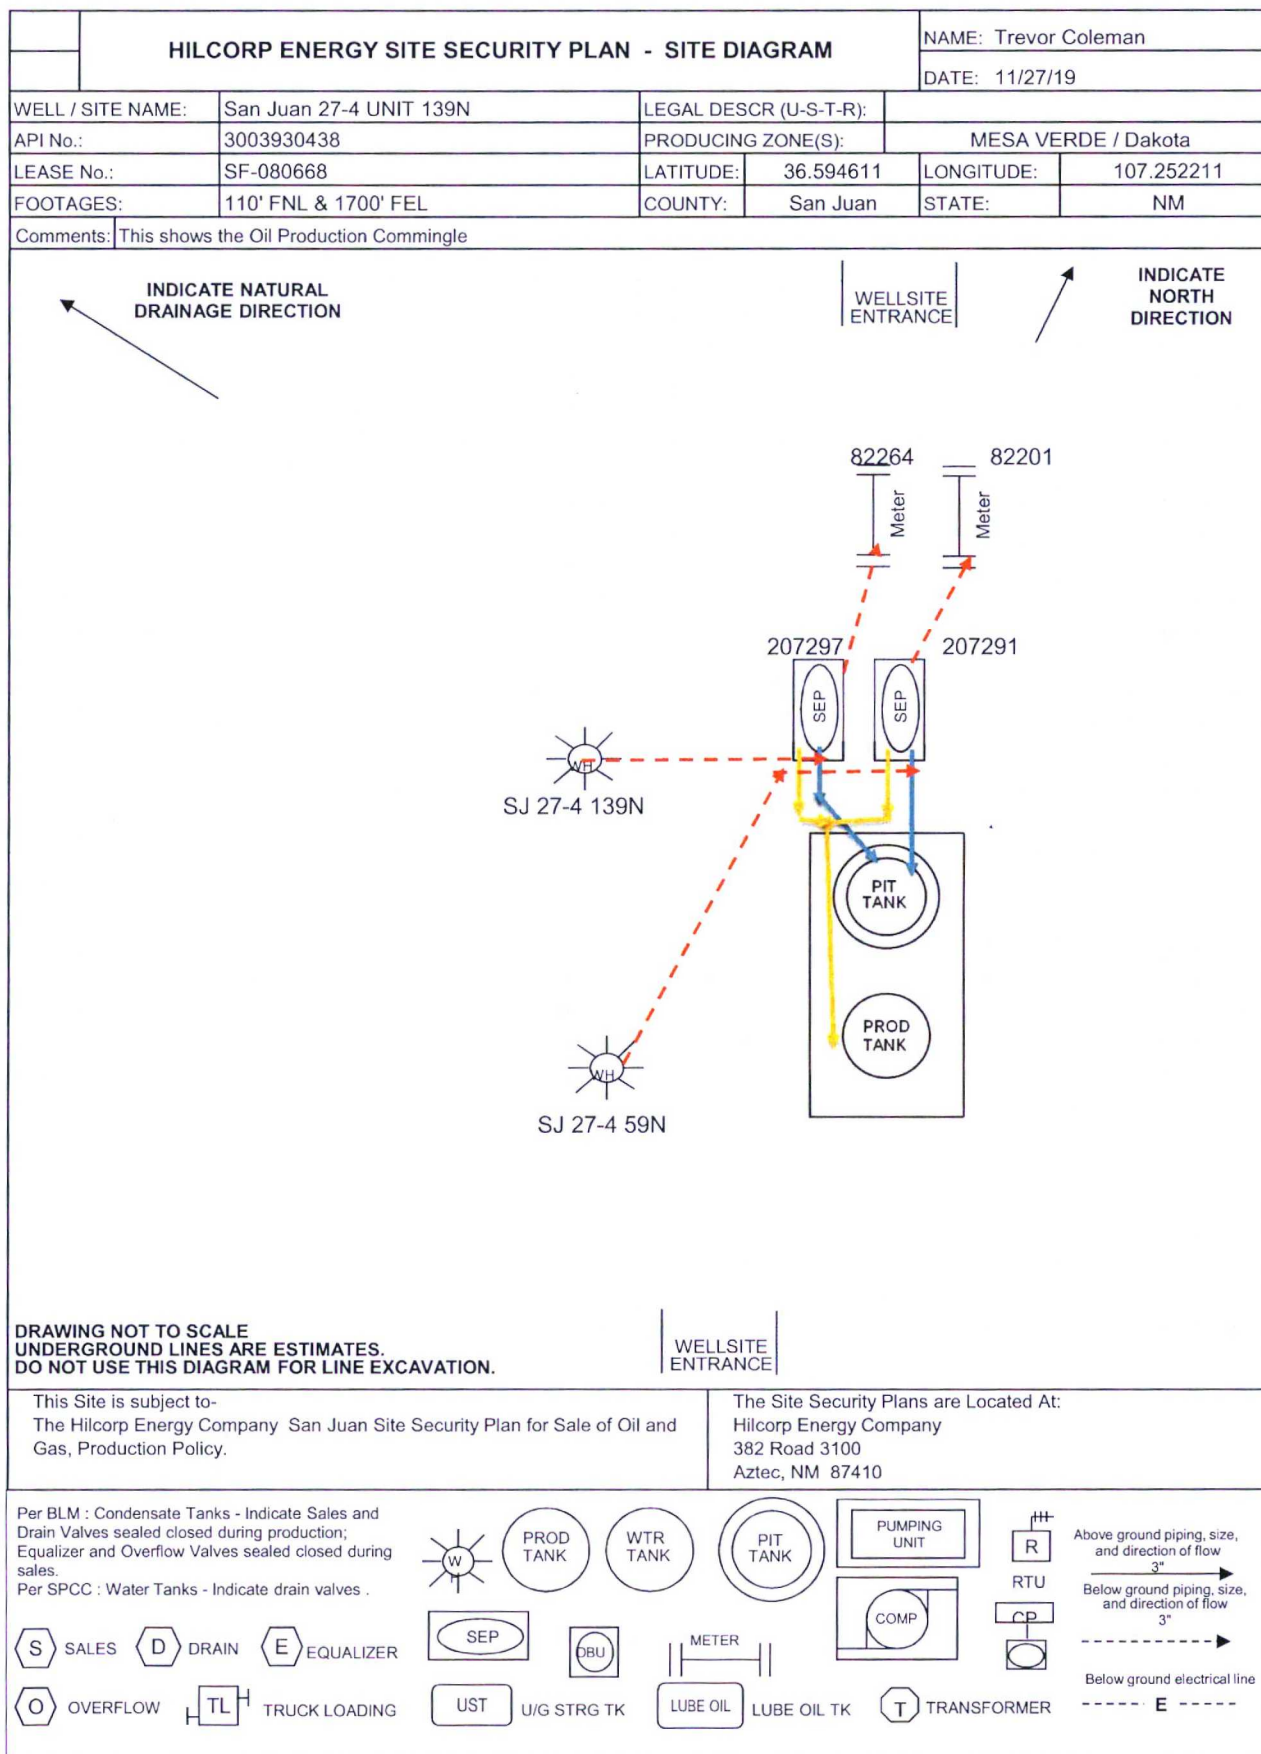 HILCORP ENERGY SITE SECURITY PLAN - SITE DIAGRAM
NAME: Trevor Coleman
DATE: 11/27/19
WELL / SITE NAME: San Juan 27-4 UNIT 139N LEGAL DESCR (U-S-T-R):
API No.: 3003930438 PRODUCING ZONE(S): MESA VERDE / Dakota
LEASE No.: SF-080668 LATITUDE: 36.594611 LONGITUDE: 107.252211
FOOTAGES: 110' FNL & 1700' FEL COUNTY: San Juan STATE: NM
Comments: This shows the Oil Production Commingle
INDICATE NATURAL
DRAINAGE DIRECTION
WELLSITE
ENTRANCE
INDICATE
NORTH
DIRECTION
82264 82201
Meter
Meter
207297 207291
SEP
SEP
WH
SJ 27-4 139N
PIT
TANK
PROD
TANK
WH
SJ 27-4 59N
DRAWING NOT TO SCALE
UNDERGROUND LINES ARE ESTIMATES.
DO NOT USE THIS DIAGRAM FOR LINE EXCAVATION.
WELLSITE
ENTRANCE
This Site is subject to-
The Hilcorp Energy Company San Juan Site Security Plan for Sale of Oil and
Gas, Production Policy.
The Site Security Plans are Located At:
Hilcorp Energy Company
382 Road 3100
Aztec, NM 87410
Per BLM : Condensate Tanks - Indicate Sales and
Drain Valves sealed closed during production;
Equalizer and Overflow Valves sealed closed during
sales.
Per SPCC : Water Tanks - Indicate drain valves .
W
PROD
TANK
WTR
TANK
PIT
TANK
PUMPING
UNIT
R
RTU
Above ground piping, size,
and direction of flow
3"
Below ground piping, size,
and direction of flow
3"
S SALES D DRAIN E EQUALIZER
SEP
DBU
METER
COMP
CP
Below ground electrical line
E
O OVERFLOW TL TRUCK LOADING
UST U/G STRG TK
LUBE OIL LUBE OIL TK
T TRANSFORMER